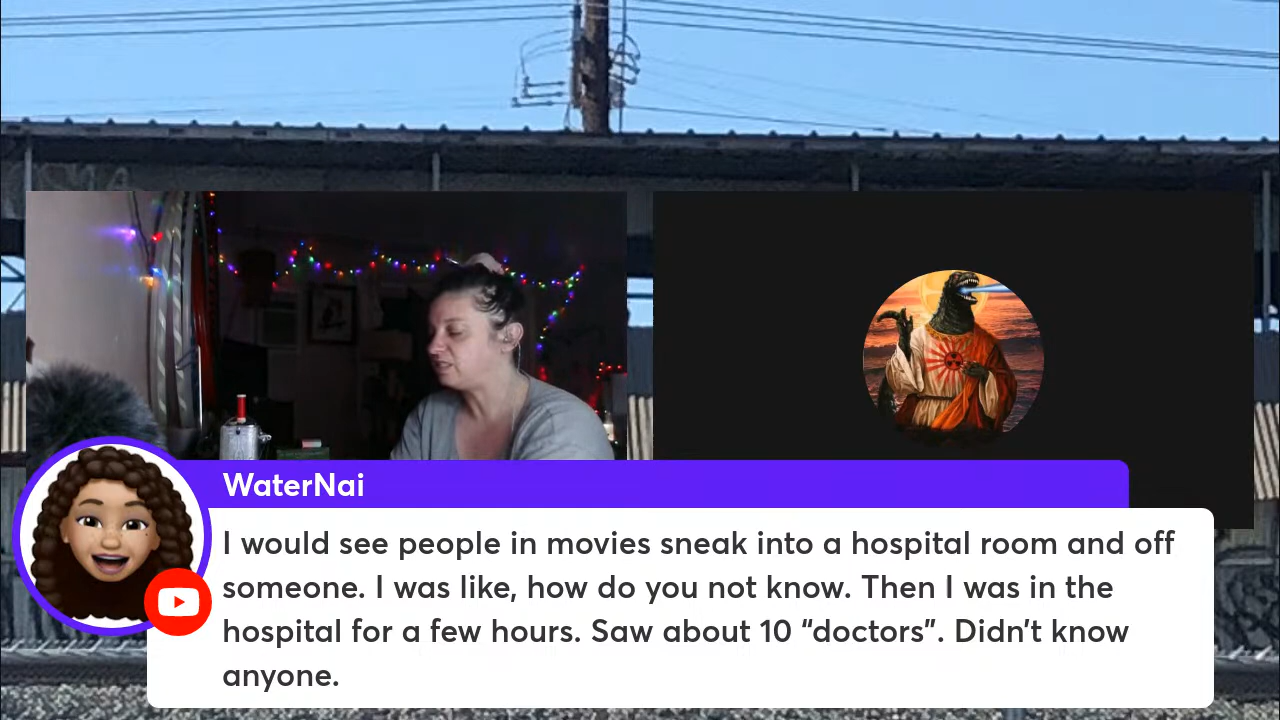 WaterNai
I would see people in movies sneak into a hospital room and off
someone. I was like, how do you not know. Then I was in the
hospital for a few hours. Saw about 10 “doctors”. Didn’t know
anyone.